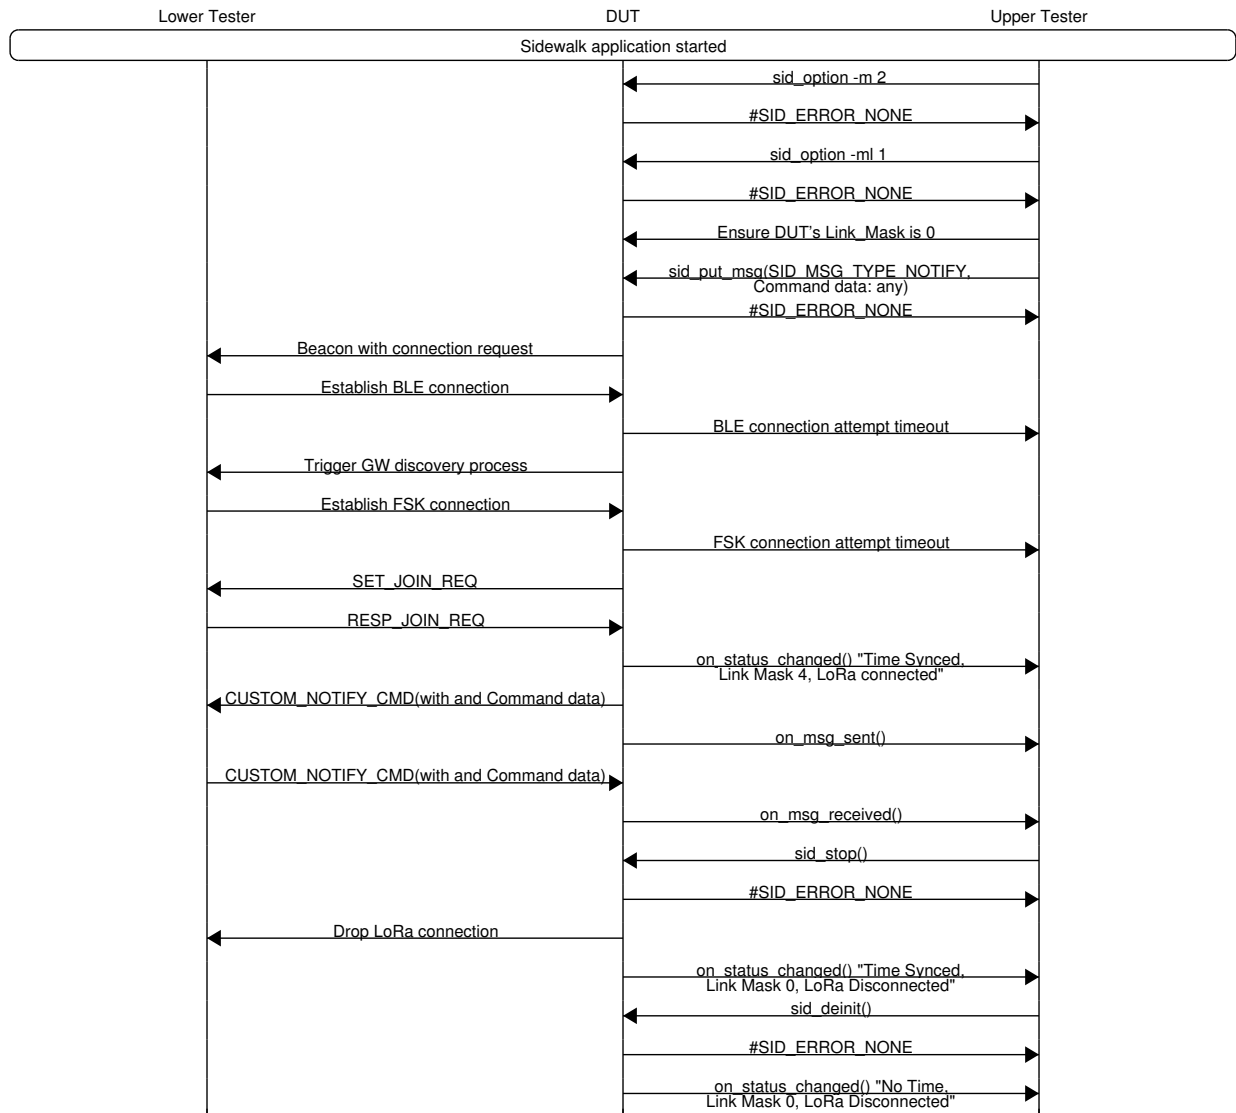 Lower Tester DUT Upper Tester
Sidewalk application started
sid_option -m 2
#SID_ERROR_NONE
sid_option -ml 1
#SID_ERROR_NONE
Ensure DUT's Link_Mask is 0
sid_put_msg(SID_MSG_TYPE_NOTIFY,
Command data: any)
#SID_ERROR_NONE
Beacon with connection request
Establish BLE connection
BLE connection attempt timeout
Trigger GW discovery process
Establish FSK connection
FSK connection attempt timeout
SET_JOIN_REQ
RESP_JOIN_REQ
on_status_changed() "Time Synced,
Link Mask 4, LoRa connected"
CUSTOM_NOTIFY_CMD(with and Command data)
on_msg_sent()
CUSTOM_NOTIFY_CMD(with and Command data)
on_msg_received()
sid_stop()
#SID_ERROR_NONE
Drop LoRa connection
on_status_changed() "Time Synced,
Link Mask 0, LoRa Disconnected"
sid_deinit()
#SID_ERROR_NONE
on_status_changed() "No Time,
Link Mask 0, LoRa Disconnected"